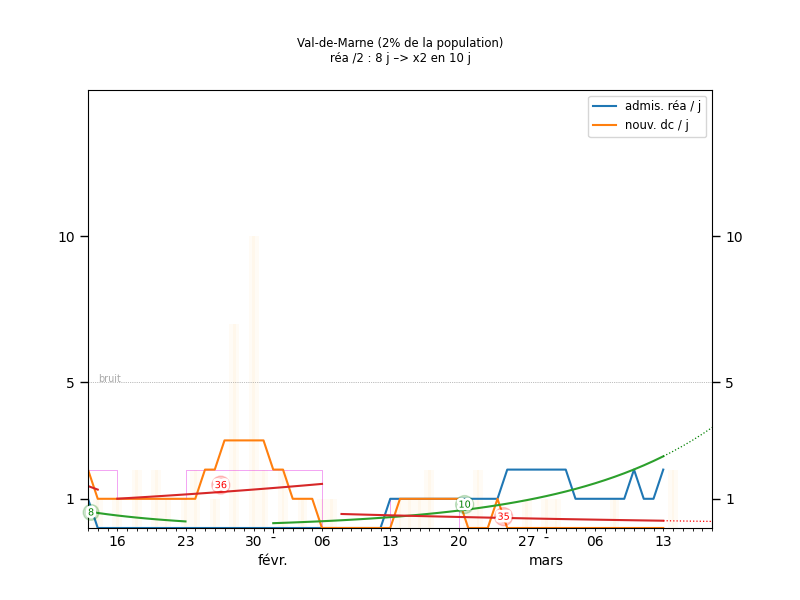 Val-de-Marne (2% de la population)
réa /2 : 8 j –> x2 en 10 j
admis. réa / j
nouv. dc / j
10
10
bruit
5
5
36
10
8
35
1
1
16
23
30
06
13
20
27
06
13
févr.
mars